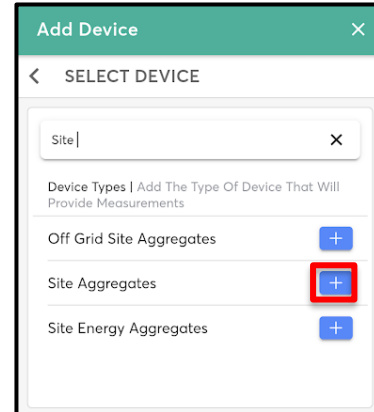 Add Device
SELECT DEVICE
Site
Device Types | Add The Type Of Device That Will
Provide Measurements
Off Grid Site Aggregates
Site Aggregates
Site Energy Aggregates